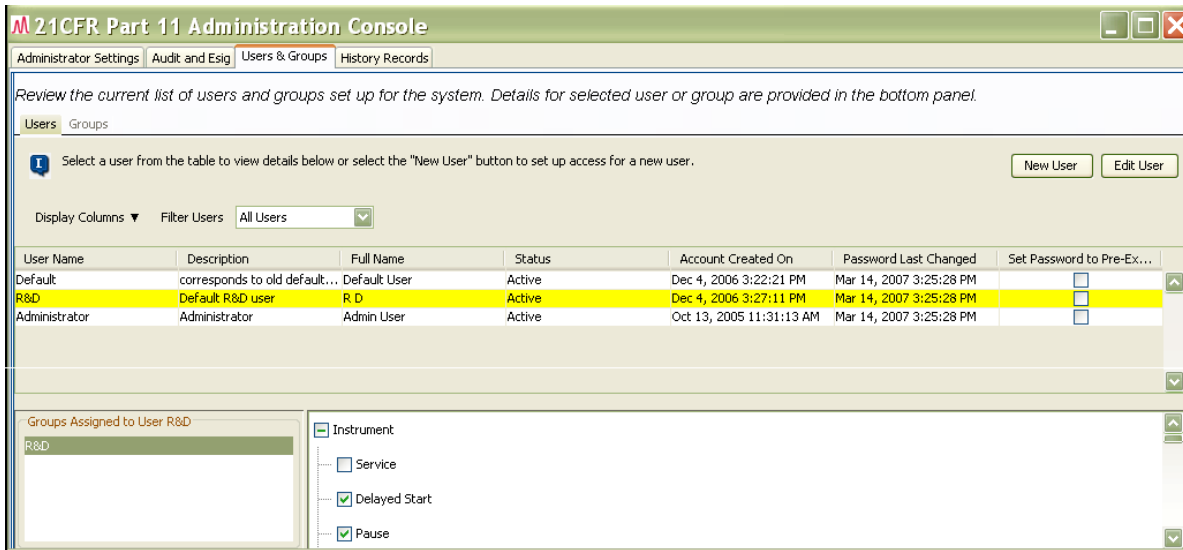 21CFR Part 11 Administration Console
Administrator Settings Audit and Esig Users & Groups History Records
Review the current list of users and groups set up for the system. Details for selected user or group are provided in the bottom panel.
Users Groups
Select a user from the table to view details below or select the "New User" button to set up access for a new user.
New User Edit User
Display Columns ▼ Filter Users All Users
User Name Description Full Name Status Account Created On Password Last Changed Set Password to Pre-Ex...
Default corresponds to old default... Default User Active Dec 4, 2006 3:22:21 PM Mar 14, 2007 3:25:28 PM
R&D Default R&D user R D Active Dec 4, 2006 3:27:11 PM Mar 14, 2007 3:25:28 PM
Administrator Administrator Admin User Active Oct 13, 2005 11:31:13 AM Mar 14, 2007 3:25:28 PM
Groups Assigned to User R&D
R&D
Instrument
Service
Delayed Start
Pause